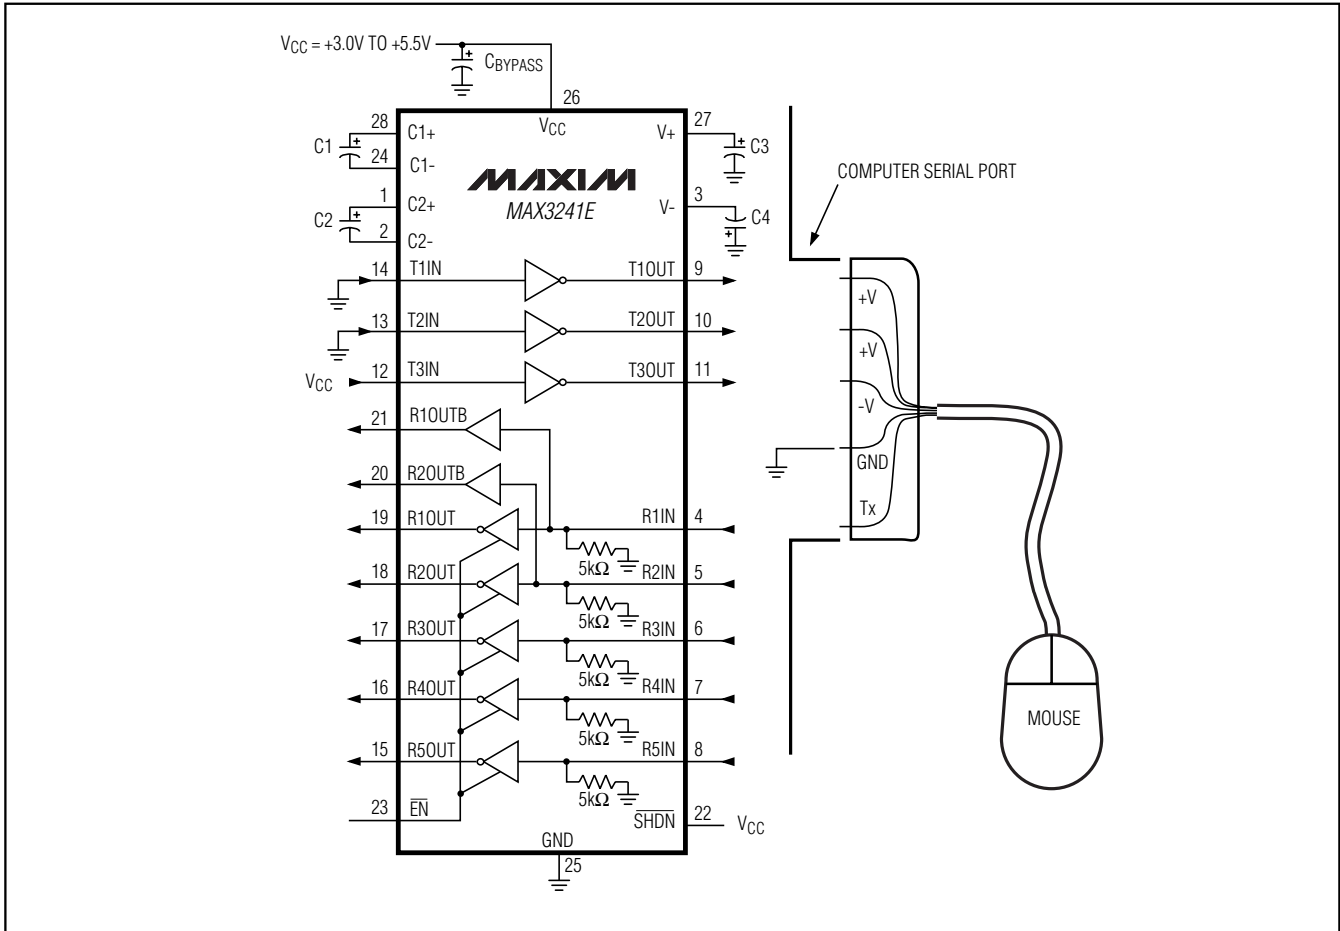 VCC = +3.0V TO +5.5V
CBYPASS
26
VCC
28
C1+
C1
24
C1-
1
C2+
C2
2
C2-
MAXIM
MAX3241E
V+
27
C3
V-
3
C4
COMPUTER SERIAL PORT
14
T1IN
T1OUT
9
13
T2IN
T2OUT
10
VCC
12
T3IN
T3OUT
11
21
R1OUTB
20
R2OUTB
19
R1OUT
R1IN
4
5kΩ
18
R2OUT
R2IN
5
5kΩ
17
R3OUT
R3IN
6
5kΩ
16
R4OUT
R4IN
7
5kΩ
15
R5OUT
R5IN
8
5kΩ
23
EN
SHDN
22
VCC
GND
25
+V
+V
-V
GND
Tx
MOUSE